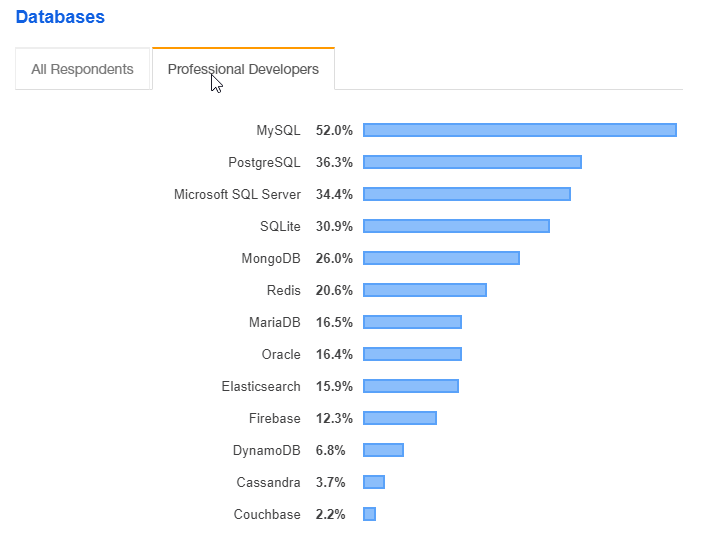 Databases
All Respondents Professional Developers
MySQL 52.0%
PostgreSQL 36.3%
Microsoft SQL Server 34.4%
SQLite 30.9%
MongoDB 26.0%
Redis 20.6%
MariaDB 16.5%
Oracle 16.4%
Elasticsearch 15.9%
Firebase 12.3%
DynamoDB 6.8%
Cassandra 3.7%
Couchbase 2.2%